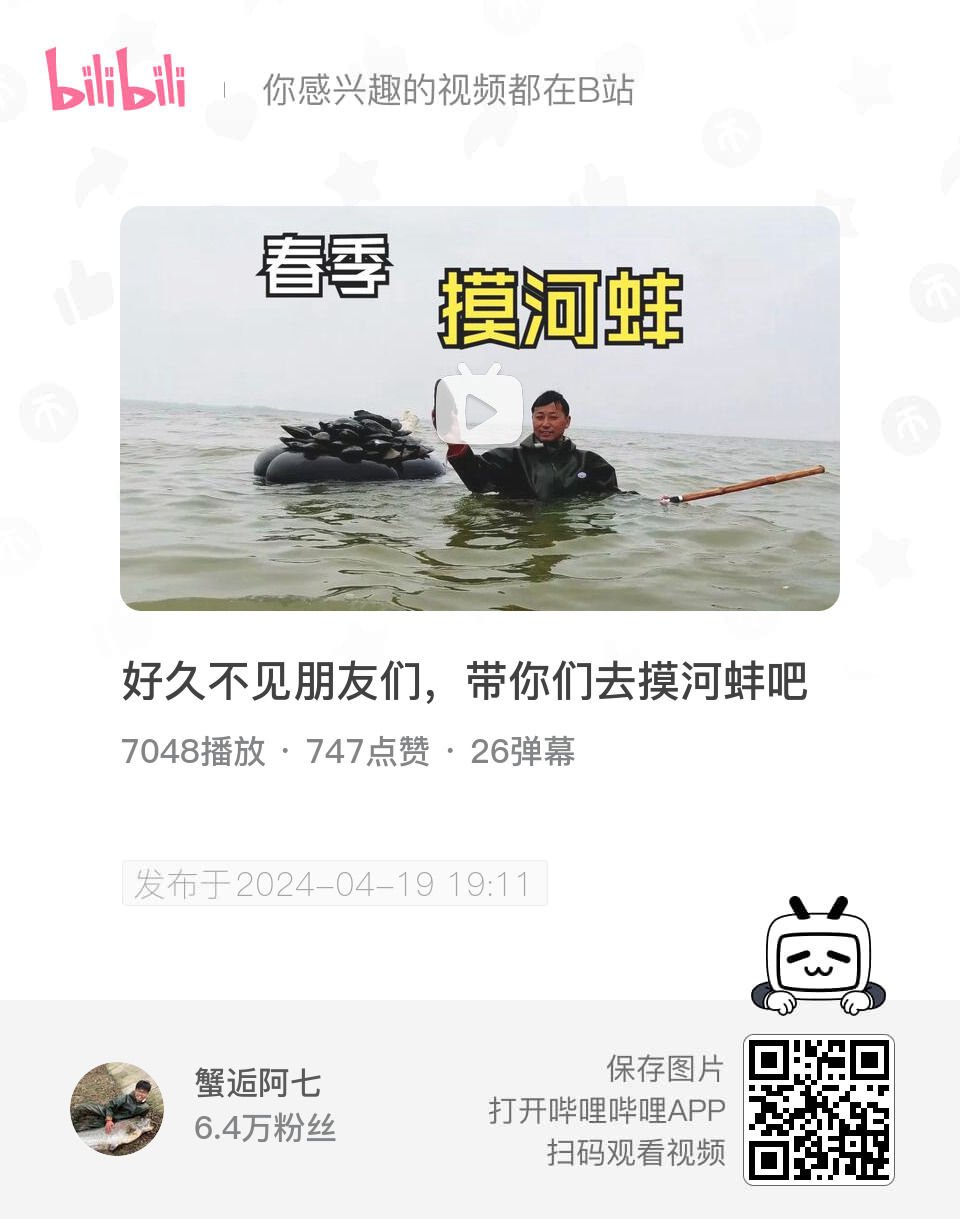 bilibili
你感兴趣的视频都在B站
春季
摸河蚌
好久不见朋友们，带你们去摸河蚌吧
7048播放 · 747点赞 · 26弹幕
发布于2024-04-19 19:11
蟹逅阿七
6.4万粉丝
保存图片
打开哔哩哔哩APP
扫码观看视频